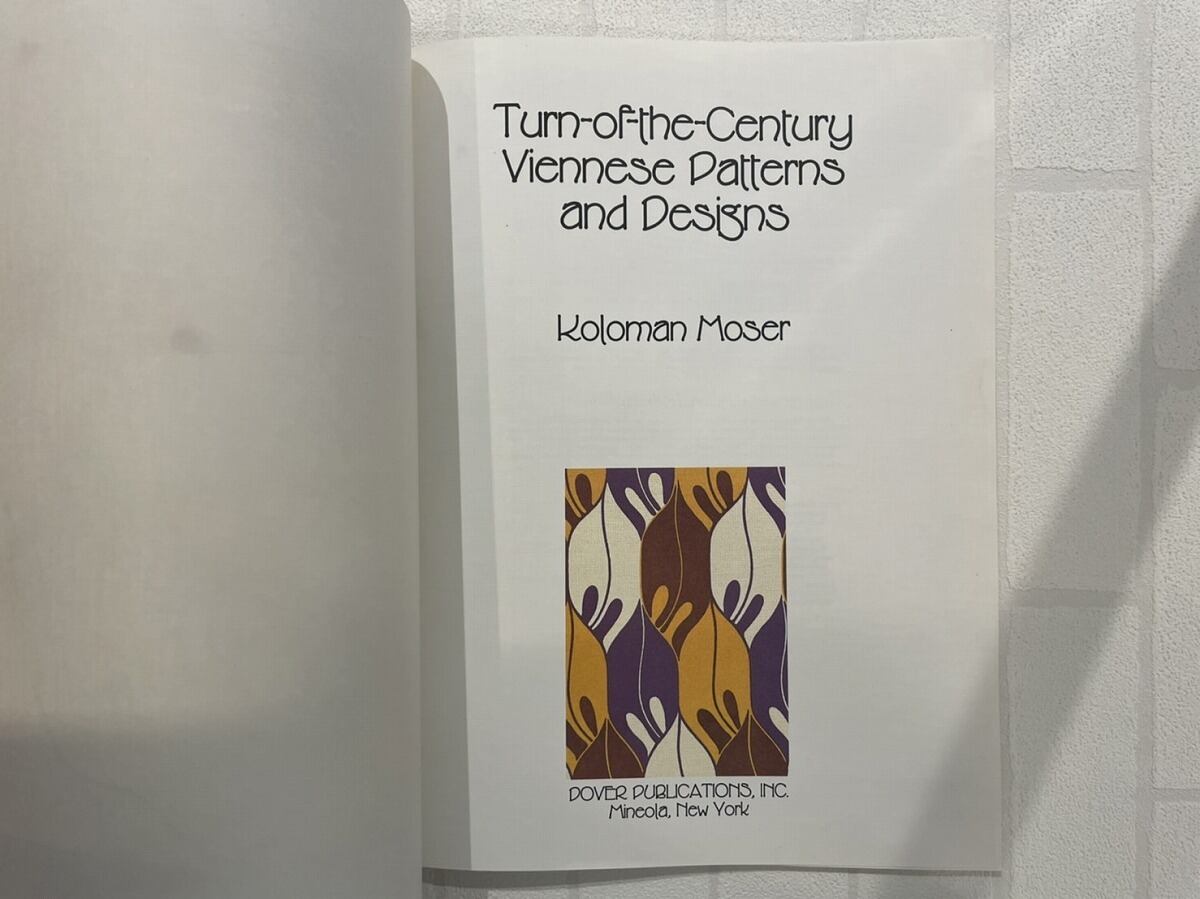 Turn-of-the-Century
Viennese Patterns
and Designs
Koloman Moser
DOVER PUBLICATIONS, INC.
Mineola, New York